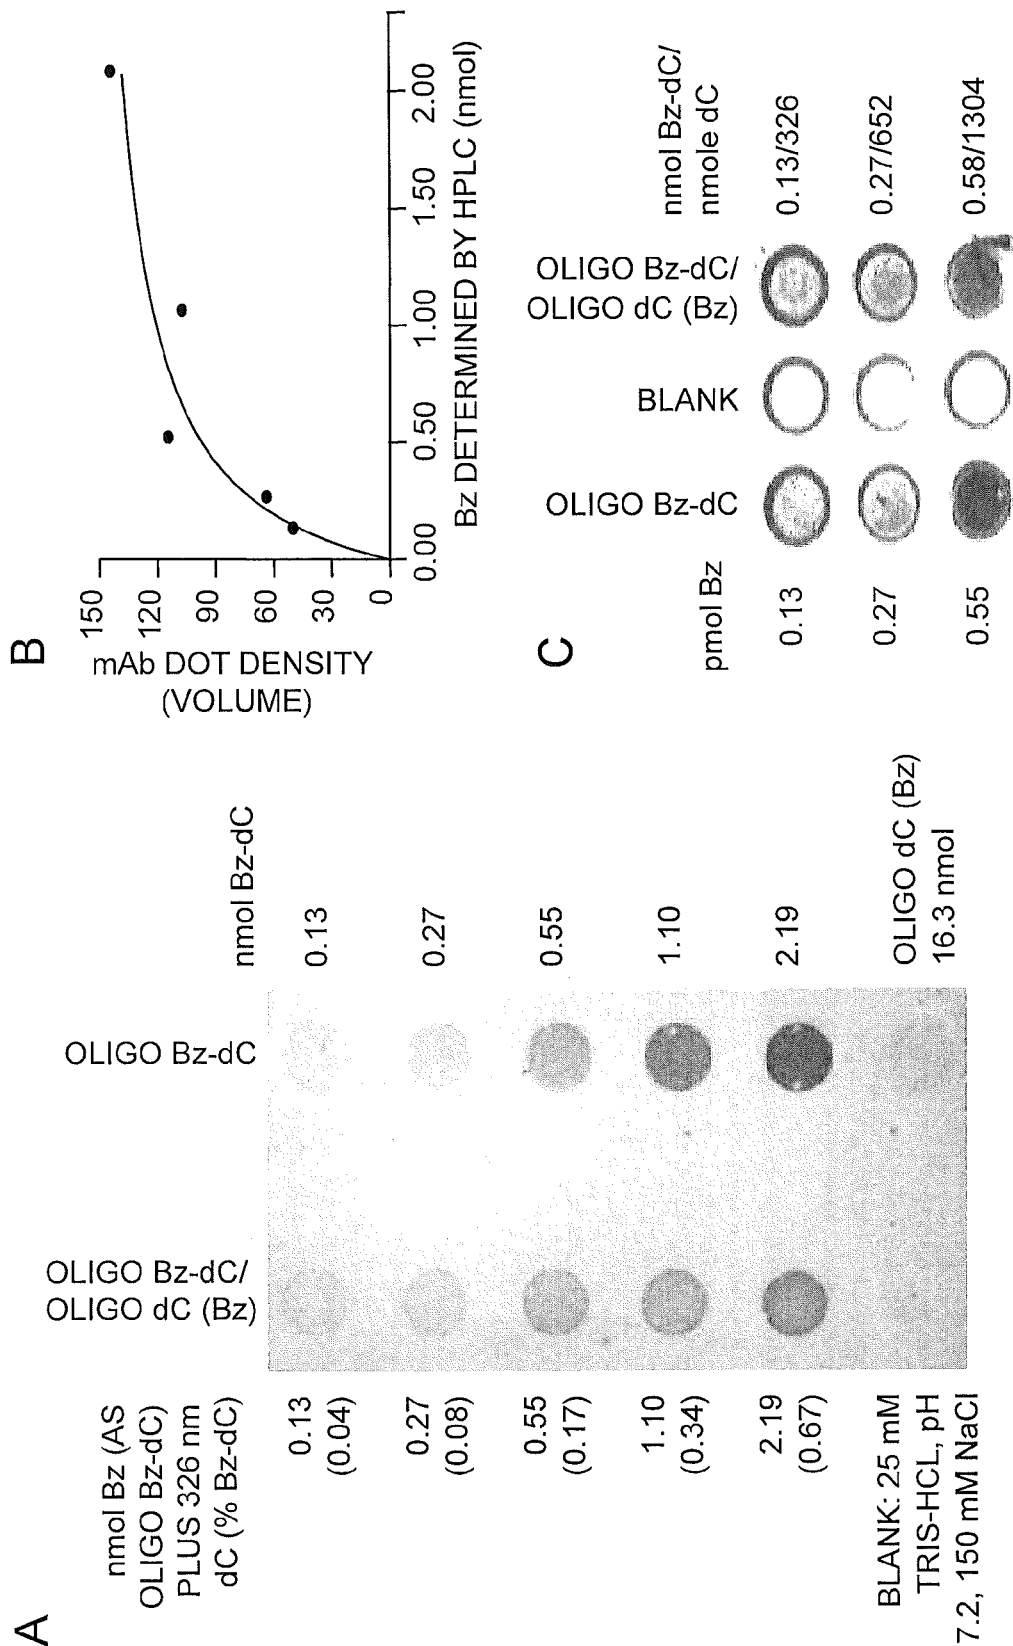 A
nmol Bz (AS
OLIGO Bz-dC)
PLUS 326 nm
dC (% Bz-dC)
OLIGO Bz-dC/
OLIGO dC (Bz)
OLIGO Bz-dC
nmol Bz-dC
0.13
(0.04)
0.13
0.27
(0.08)
0.27
0.55
(0.17)
0.55
1.10
(0.34)
1.10
2.19
(0.67)
2.19
BLANK: 25 mM
TRIS-HCL, pH
7.2, 150 mM NaCl
OLIGO dC (Bz)
16.3 nmol
B
mAb DOT DENSITY
(VOLUME)
150
120
90
60
30
0
0.00
0.50
1.00
1.50
2.00
Bz DETERMINED BY HPLC (nmol)
C
pmol Bz
OLIGO Bz-dC
BLANK
OLIGO Bz-dC/
OLIGO dC (Bz)
nmol Bz-dC/
nmole dC
0.13
0.13/326
0.27
0.27/652
0.55
0.58/1304